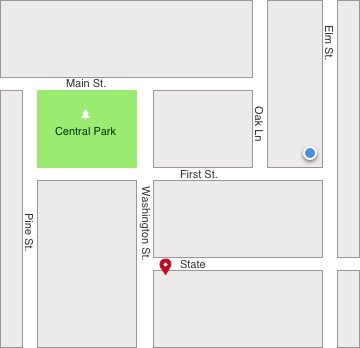 Elm St.
Main St.
Oak Ln
Central Park
First St.
Washington St.
Pine St.
State